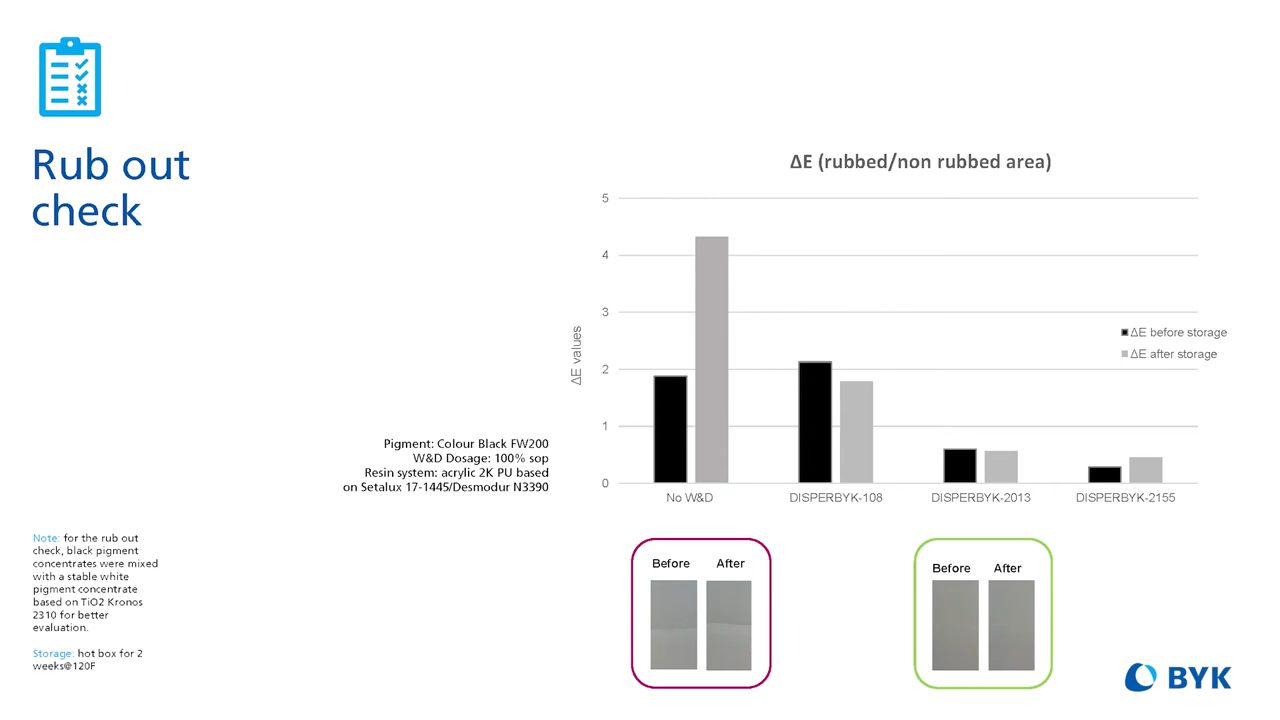 Rub out
check
ΔE (rubbed/non rubbed area)
5
4
3
2
1
0
ΔE values
ΔE before storage
ΔE after storage
No W&D
DISPERBYK-108
DISPERBYK-2013
DISPERBYK-2155
Pigment: Colour Black FW200
W&D Dosage: 100% sop
Resin system: acrylic 2K PU based
on Setalux 17-1445/Desmodur N3390
Note: for the rub out
check, black pigment
concentrates were mixed
with a stable white
pigment concentrate
based on TiO2 Kronos
2310 for better
evaluation.
Storage: hot box for 2
weeks@120F
Before After
Before After
BYK